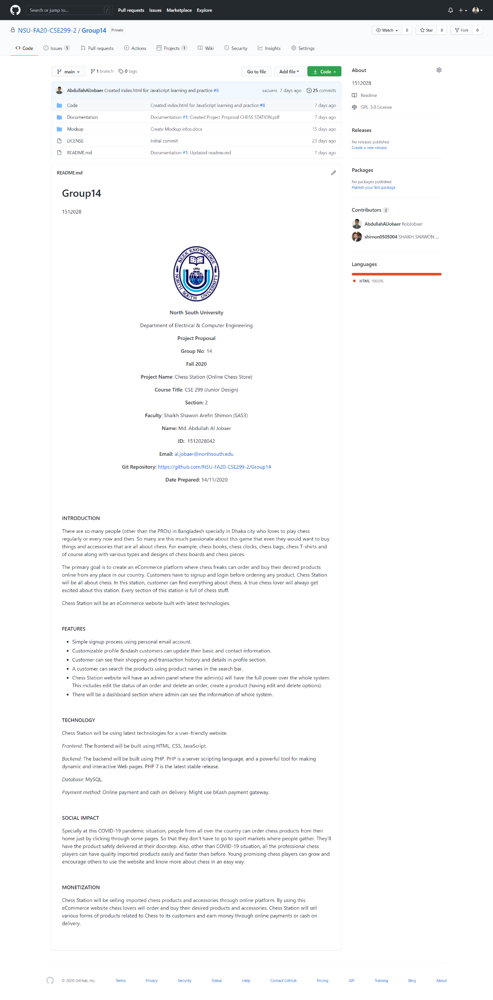 Search or jump to... /
Pull requests Issues Marketplace Explore
NSU-FA20-CSE299-2 / Group14 Private
Watch 0 Star 0 Fork 0
Code Issues 5 Pull requests Actions Projects 1 Wiki Security Insights Settings
main 1 branch 0 tags Go to file Add file Code
AbdullahAlJobaer Created index.html for JavaScript learning and practice #8 b42a0f6 7 days ago 25 commits
Code Created index.html for JavaScript learning and practice #8 7 days ago
Documentation Documentation #1: Created Project Proposal CHESS STATION.pdf 7 days ago
Mockup Create Mockup infos.docx 15 days ago
LICENSE Initial commit 23 days ago
README.md Documentation #1: Updated readme.md 7 days ago
README.md
Group14
1512028
SEEK KNOWLEDGE
1992
NORTH SOUTH UNIVERSITY
North South University
Department of Electrical & Computer Engineering
Project Proposal
Group No: 14
Fall 2020
Project Name: Chess Station (Online Chess Store)
Course Title: CSE 299 (Junior Design)
Section: 2
Faculty: Shaikh Shawon Arefin Shimon (SAS3)
Name: Md. Abdullah Al Jobaer
ID: 1512028042
Email: al.jobaer@northsouth.edu
Git Repository: https://github.com/NSU-FA20-CSE299-2/Group14
Date Prepared: 14/11/2020
INTRODUCTION
There are so many people (other than the PROs) in Bangladesh specially in Dhaka city who loves to play chess
regularly or every now and then. So many are this much passionate about this game that even they would want to buy
things and accessories that are all about chess. For example, chess books, chess clocks, chess bags, chess T-shirts and
of course along with various types and designs of chess boards and chess pieces.
The primary goal is to create an eCommerce platform where chess freaks can order and buy their desired products
online from any place in our country. Customers have to signup and login before ordering any product. Chess Station
will be all about chess. In this station, customer can find everything about chess. A true chess lover will always get
excited about this station. Every section of this station is full of chess stuff.
Chess Station will be an eCommerce website built with latest technologies.
FEATURES
• Simple signup process using personal email account.
• Customizable profile &ndash customers can update their basic and contact information.
• Customer can see their shopping and transaction history and details in profile section.
• A customer can search the products using product names in the search bar.
• Chess Station website will have an admin panel where the admin(s) will have the full power over the whole system.
This includes edit the status of an order and delete an order, create a product (having edit and delete options).
• There will be a dashboard section where admin can see the information of whole system.
TECHNOLOGY
Chess Station will be using latest technologies for a user-friendly website.
Frontend: The frontend will be built using HTML, CSS, JavaScript.
Backend: The backend will be built using PHP. PHP is a server scripting language, and a powerful tool for making
dynamic and interactive Web pages. PHP 7 is the latest stable release.
Database: MySQL.
Payment method: Online payment and cash on delivery. Might use bKash payment gateway.
SOCIAL IMPACT
Specially at this COVID-19 pandemic situation, people from all over the country can order chess products from their
home just by clicking through some pages. So that they don't have to go to sport markets where people gather. They'll
have the product safely delivered at their doorstep. Also, other than COVID-19 situation, all the professional chess
players can have quality imported products easily and faster than before. Young promising chess players can grow and
encourage others to use the website and know more about chess in an easy way.
MONETIZATION
Chess Station will be selling imported chess products and accessories through online platform. By using this
eCommerce website chess lovers will order and buy their desired products and accessories. Chess Station will sell
various forms of products related to Chess to its customers and earn money through online payments or cash on
delivery.
About
1512028
Readme
GPL-3.0 License
Releases
No releases published
Create a new release
Packages
No packages published
Publish your first package
Contributors 2
AbdullahAlJobaer RobJobaer
shimon0505004 SHAIKH SHAWON ...
Languages
HTML 100.0%
© 2020 GitHub, Inc. Terms Privacy Security Status Help Contact GitHub Pricing API Training Blog About